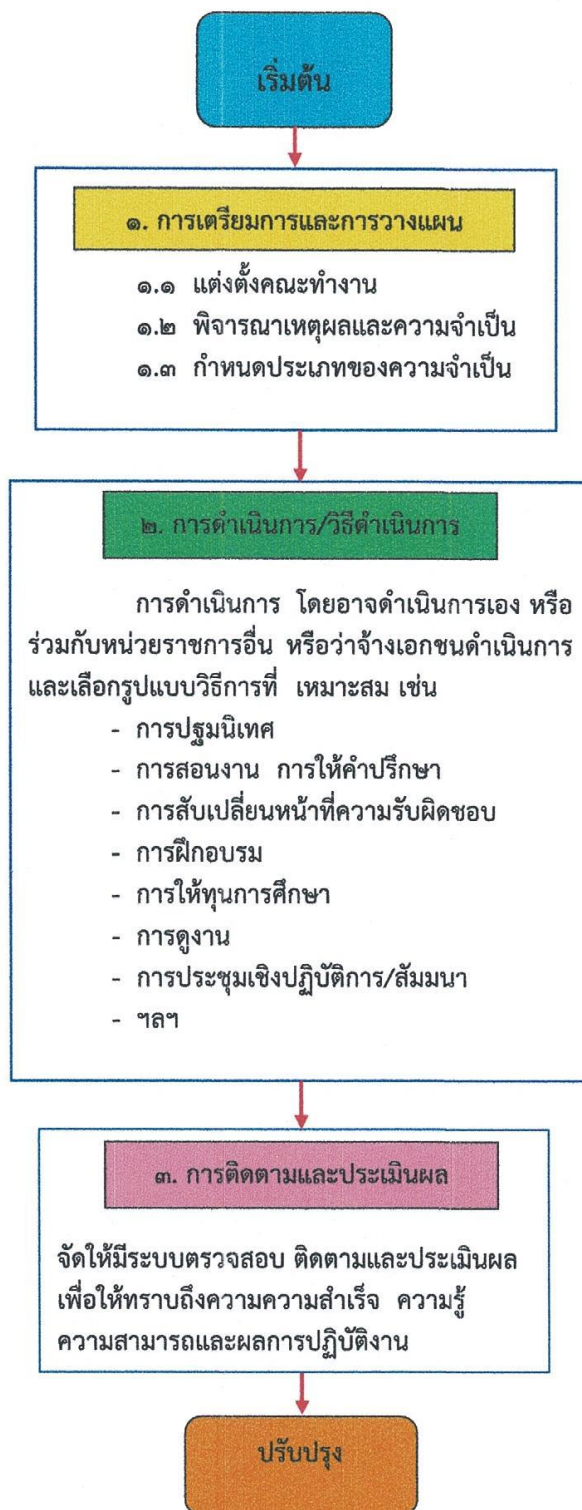 เริ่มต้น
๑. การเตรียมการและการวางแผน
๑.๑ แต่งตั้งคณะทำงาน
๑.๒ พิจารณาเหตุผลและความจำเป็น
๑.๓ กำหนดประเภทของความจำเป็น
๒. การดำเนินการ/วิธีดำเนินการ
การดำเนินการ โดยอาจดำเนินการเอง หรือ
ร่วมกับหน่วยราชการอื่น หรือว่าจ้างเอกชนดำเนินการ
และเลือกรูปแบบวิธีการที่ เหมาะสม เช่น
- การปฐมนิเทศ
- การสอนงาน การให้คำปรึกษา
- การสับเปลี่ยนหน้าที่ความรับผิดชอบ
- การฝึกอบรม
- การให้ทุนการศึกษา
- การดูงาน
- การประชุมเชิงปฏิบัติการ/สัมมนา
- ฯลฯ
๓. การติดตามและประเมินผล
จัดให้มีระบบตรวจสอบ ติดตามและประเมินผล
เพื่อให้ทราบถึงความความสำเร็จ ความรู้
ความสามารถและผลการปฏิบัติงาน
ปรับปรุง